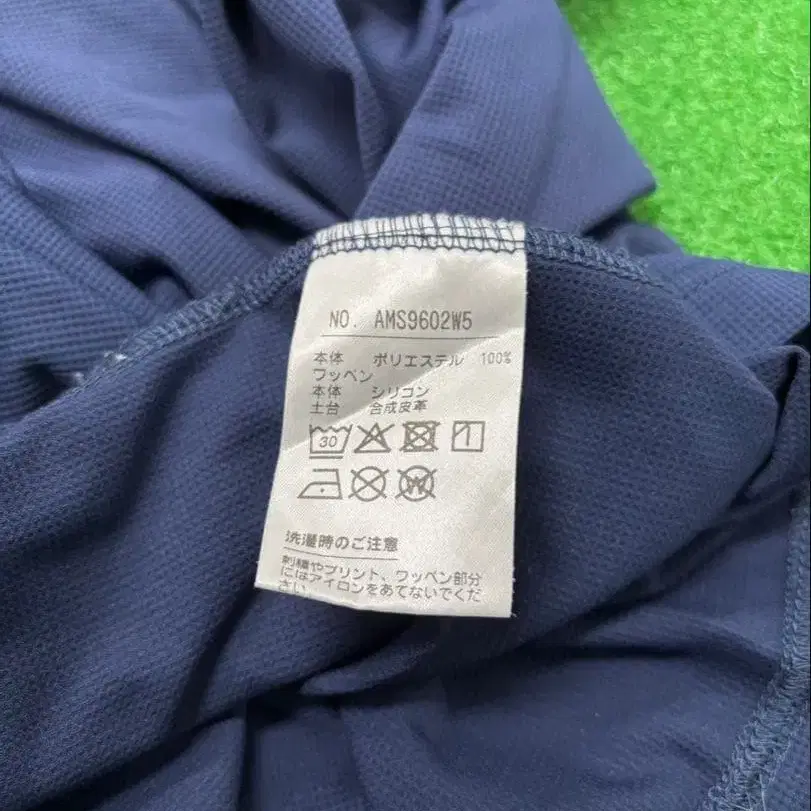 NO. AMS9602W5
本体 ポリエステル 100%
ワッペン
本体 シリコン
土台 合成皮革
30
洗濯時のご注意
刺繍やプリント、ワッペン部分
にはアイロンをあてないでくだ
さい